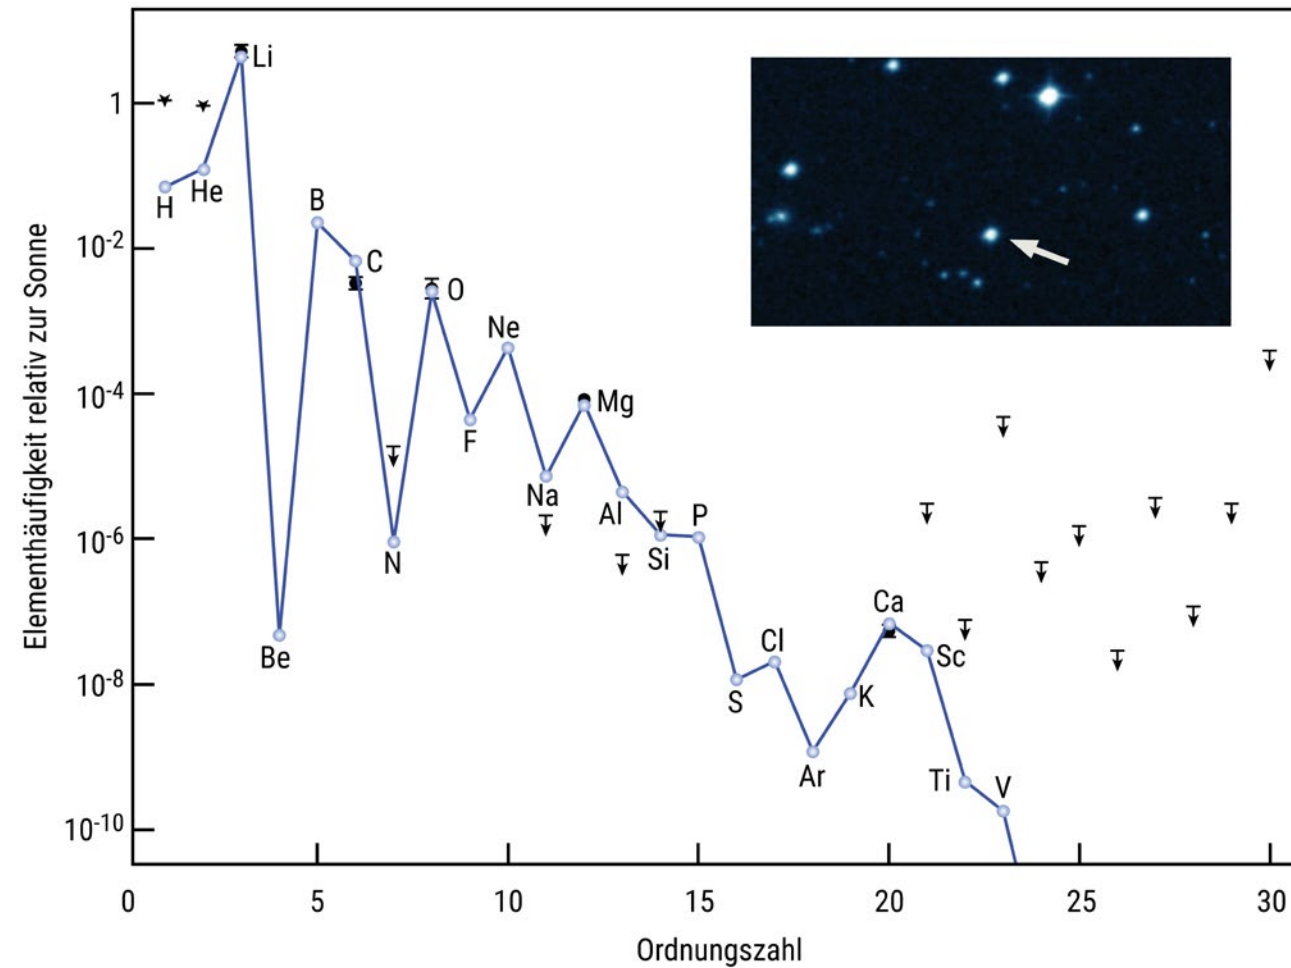 Elementhäufigkeit relativ zur Sonne
1
10-2
10-4
10-6
10-8
10-10
H
He
Li
Be
B
C
N
O
F
Ne
Na
Mg
Al
Si
P
S
Cl
Ar
K
Ca
Sc
Ti
V
0 5 10 15 20 25 30
Ordnungszahl